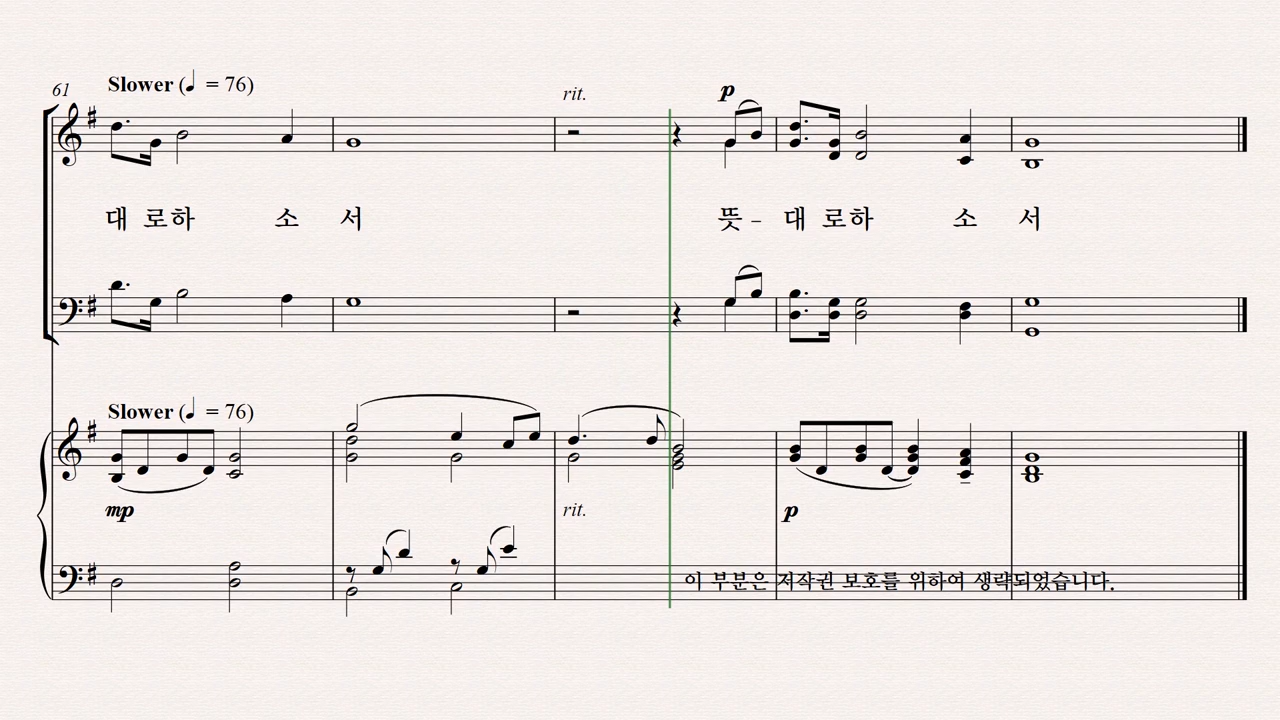 61
Slower (♩ = 76)
rit.
p
대 로하 소 서 뜻 – 대 로하 소 서
Slower (♩ = 76)
mp
rit.
p
이 부분은 저작권 보호를 위하여 생략되었습니다.